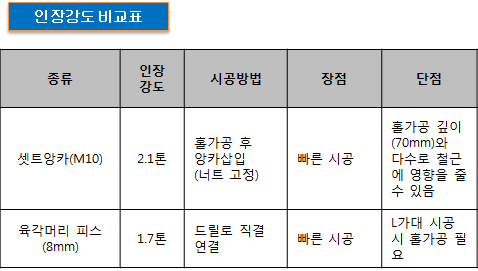 인장강도 비교표
종류
인장
강도
시공방법
장점
단점
셋트앙카(M10)
2.1톤
홀가공 후
앙카삽입
(너트 고정)
빠른 시공
홀가공 깊이
(70mm)와
다수로 철근
에 영향을 줄
수 있음
육각머리 피스
(8mm)
1.7톤
드릴로 직결
연결
빠른 시공
L가대 시공
시 홀가공 필
요